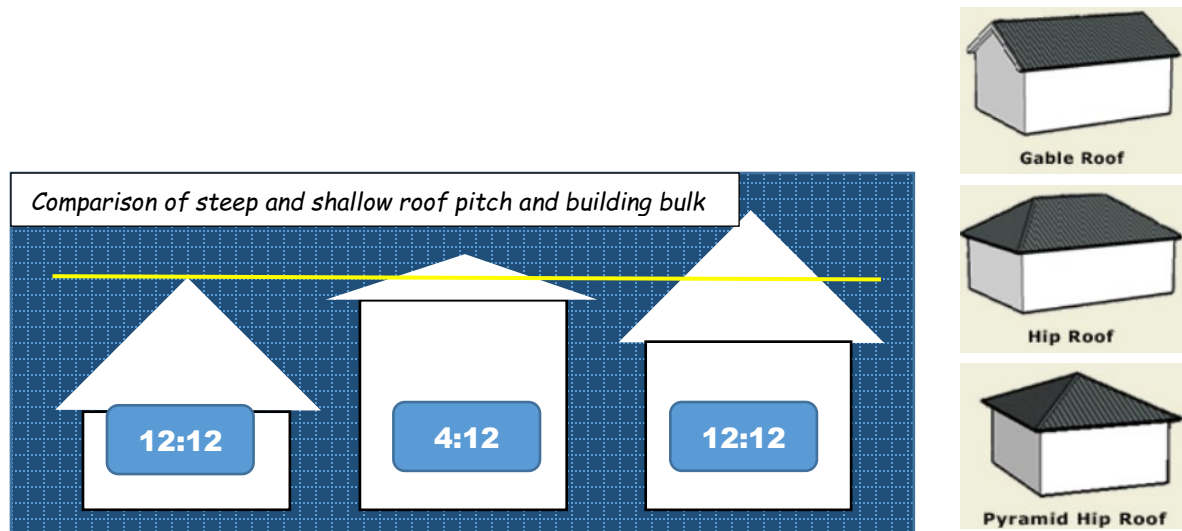 Comparison of steep and shallow roof pitch and building bulk
12:12
4:12
12:12
Gable Roof
Hip Roof
Pyramid Hip Roof